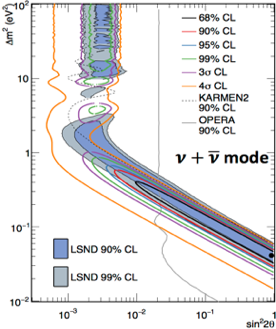 Δm² (eV²)
10²
10
1
10⁻¹
10⁻²
68% CL
90% CL
95% CL
99% CL
3σ CL
4σ CL
KARMEN2
90% CL
OPERA
90% CL
ν + ν̅ mode
LSND 90% CL
LSND 99% CL
10⁻³ 10⁻² 10⁻¹ 1
sin²2θ